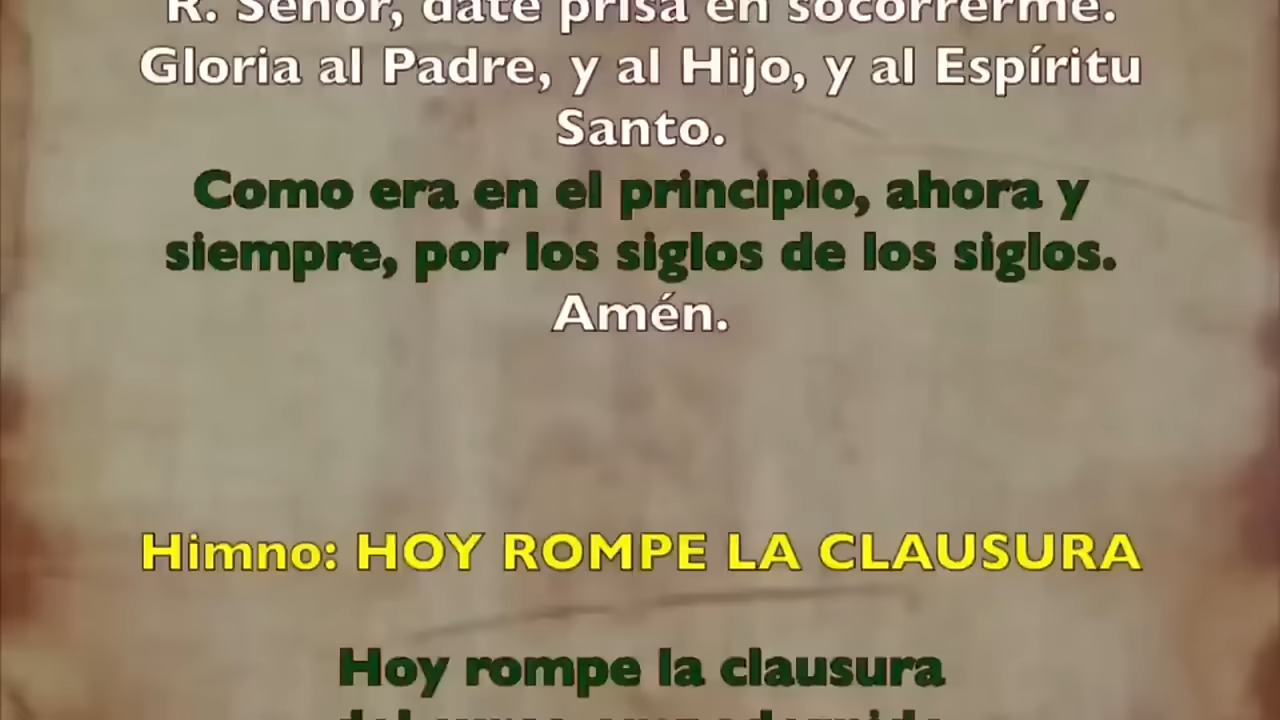 R. Señor, date prisa en socorrerme.
Gloria al Padre, y al Hijo, y al Espíritu
Santo.
Como era en el principio, ahora y
siempre, por los siglos de los siglos.
Amén.
Himno: HOY ROMPE LA CLAUSURA
Hoy rompe la clausura